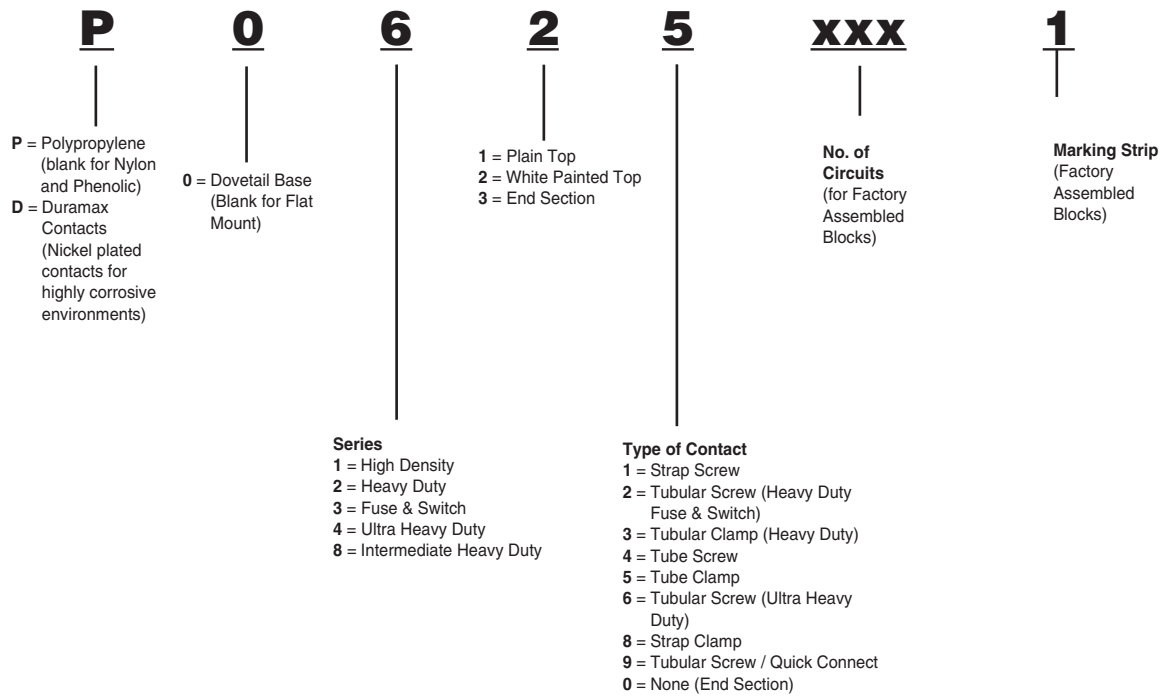 P 0 6 2 5 xxx 1
P = Polypropylene
(blank for Nylon
and Phenolic)
D = Duramax
Contacts
(Nickel plated
contacts for
highly corrosive
environments)
0 = Dovetail Base
(Blank for Flat
Mount)
1 = Plain Top
2 = White Painted Top
3 = End Section
No. of
Circuits
(for Factory
Assembled
Blocks)
Marking Strip
(Factory
Assembled
Blocks)
Series
1 = High Density
2 = Heavy Duty
3 = Fuse & Switch
4 = Ultra Heavy Duty
8 = Intermediate Heavy Duty
Type of Contact
1 = Strap Screw
2 = Tubular Screw (Heavy Duty
Fuse & Switch)
3 = Tubular Clamp (Heavy Duty)
4 = Tube Screw
5 = Tube Clamp
6 = Tubular Screw (Ultra Heavy
Duty)
8 = Strap Clamp
9 = Tubular Screw / Quick Connect
0 = None (End Section)